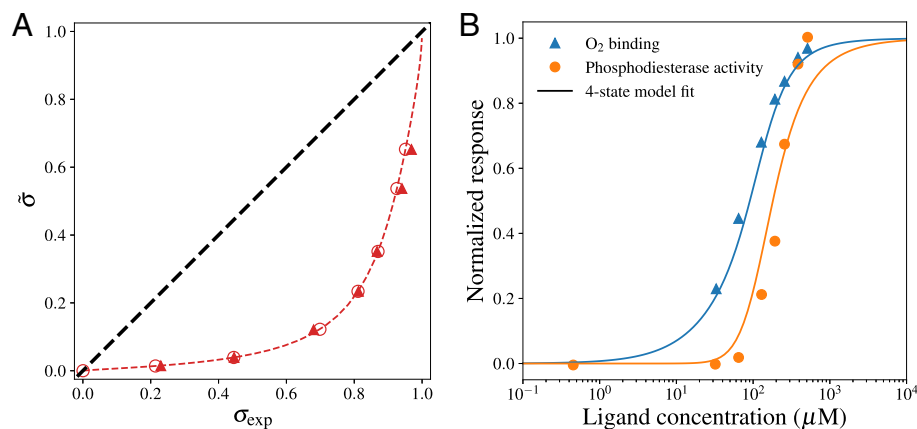 A
1.0
0.8
0.6
0.4
0.2
0.0
σ̃
0.0 0.2 0.4 0.6 0.8 1.0
σexp
B
O2 binding
Phosphodiesterase activity
4-state model fit
1.0
0.8
0.6
0.4
0.2
0.0
Normalized response
10−1 100 101 102 103 104
Ligand concentration (μM)